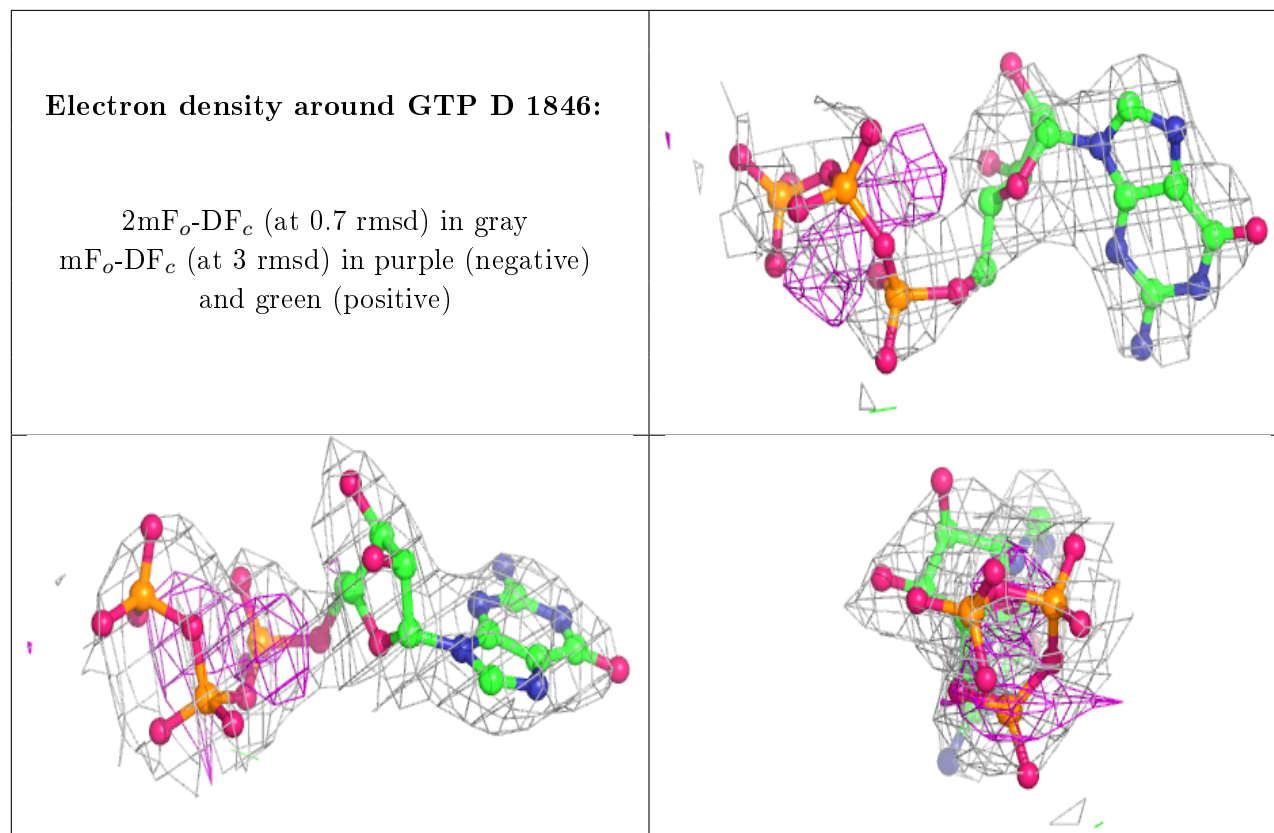 Electron density around GTP D 1846:
2mFo-DFc (at 0.7 rmsd) in gray
mFo-DFc (at 3 rmsd) in purple (negative)
and green (positive)